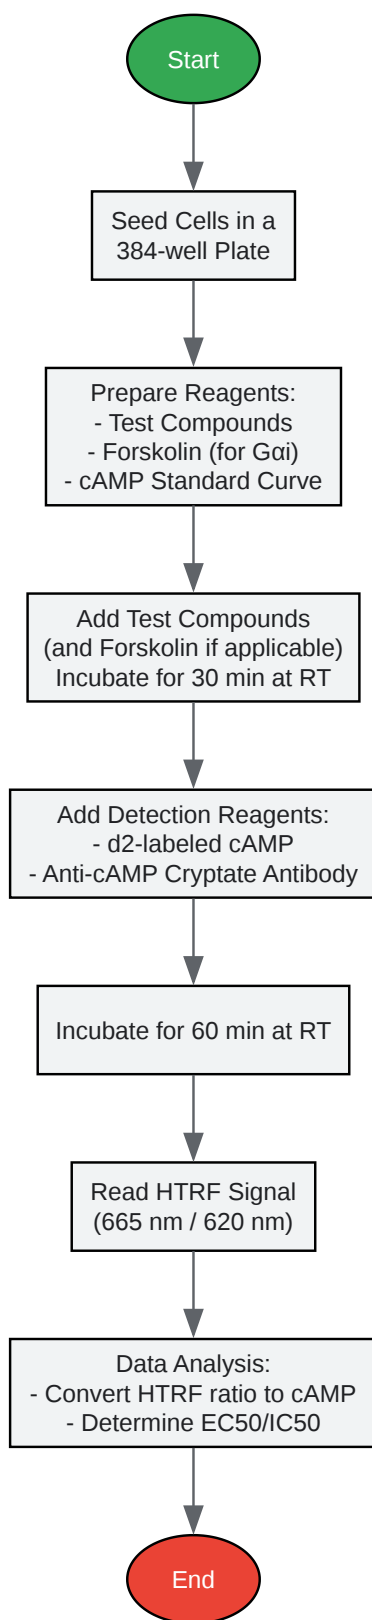 Start
Seed Cells in a
384-well Plate
Prepare Reagents:
- Test Compounds
- Forskolin (for Gαi)
- cAMP Standard Curve
Add Test Compounds
(and Forskolin if applicable)
Incubate for 30 min at RT
Add Detection Reagents:
- d2-labeled cAMP
- Anti-cAMP Cryptate Antibody
Incubate for 60 min at RT
Read HTRF Signal
(665 nm / 620 nm)
Data Analysis:
- Convert HTRF ratio to cAMP
- Determine EC50/IC50
End